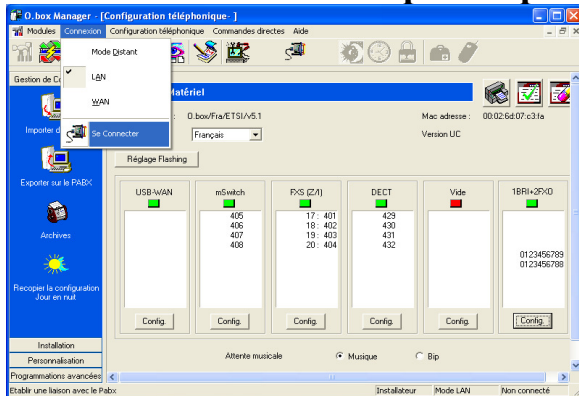 O.box Manager - [Configuration téléphonique- ]
Modules Connexion Configuration téléphonique Commandes directes Aide
Mode Distant
LAN
WAN
Se Connecter
Gestion de Co
Importer d
Exporter sur le PABX
Archives
Recopier la configuration
Jour en nuit
Installation
Personnalisation
Programmations avancées
Matériel
: O.box/Fra/ETSI/v5.1
Mac adresse : 00:02:6d:07:c3:fa
Français
Version UC
Réglage Flashing
USB-WAN
Config.
mSwitch
405
406
407
408
Config.
FXS (Z/I)
17 : 401
18 : 402
19 : 403
20 : 404
Config.
DECT
429
430
431
432
Config.
Vide
Config.
1BRI+2FXO
0123456789
0123456788
Config.
Attente musicale Musique Bip
Etablir une liaison avec le Pabx
Installateur Mode LAN Non connecté